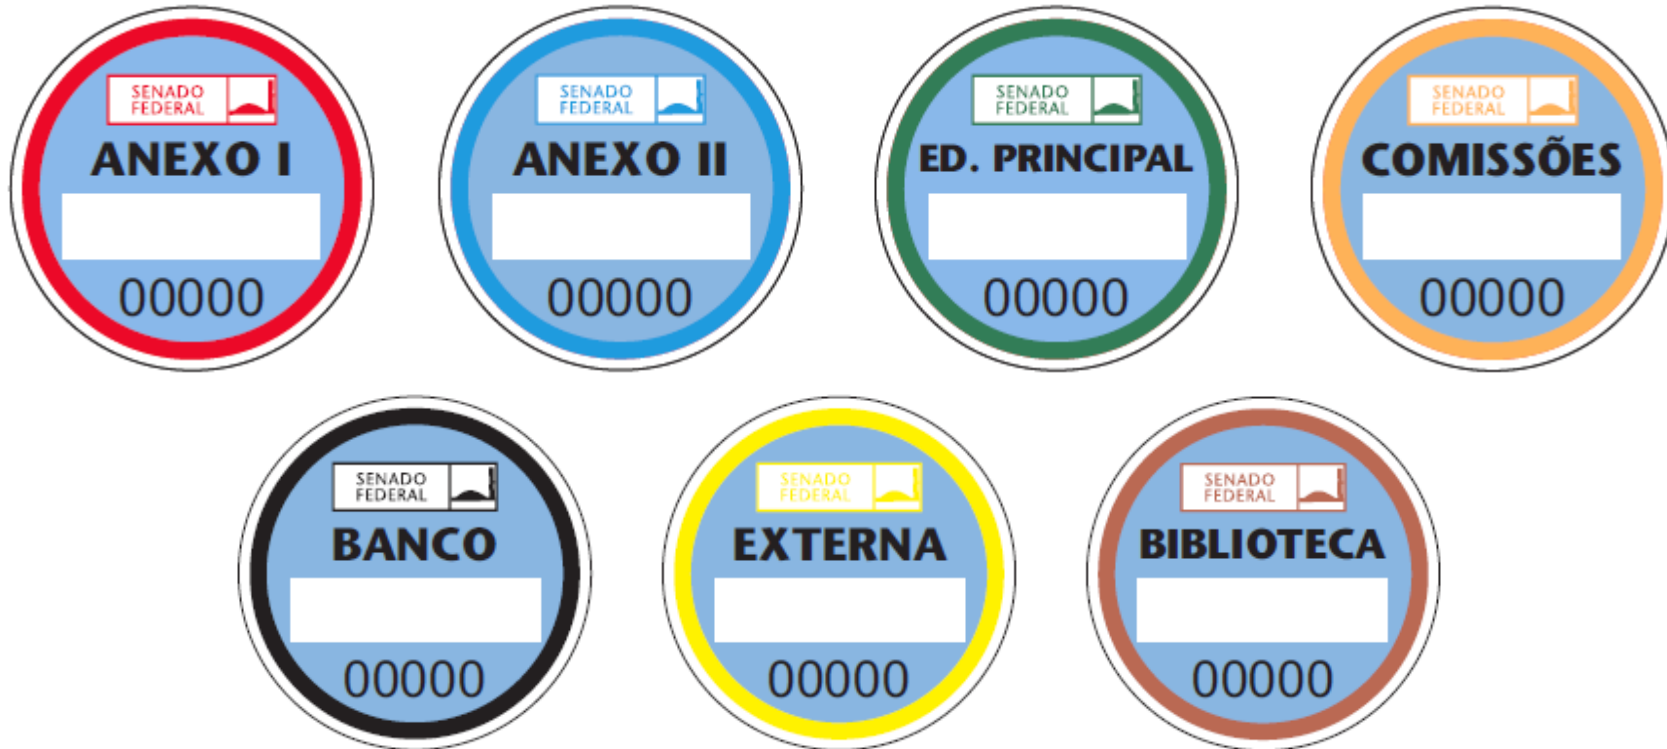 SENADO
FEDERAL
ANEXO I
00000
SENADO
FEDERAL
ANEXO II
00000
SENADO
FEDERAL
ED. PRINCIPAL
00000
SENADO
FEDERAL
COMISSÕES
00000
SENADO
FEDERAL
BANCO
00000
SENADO
FEDERAL
EXTERNA
00000
SENADO
FEDERAL
BIBLIOTECA
00000